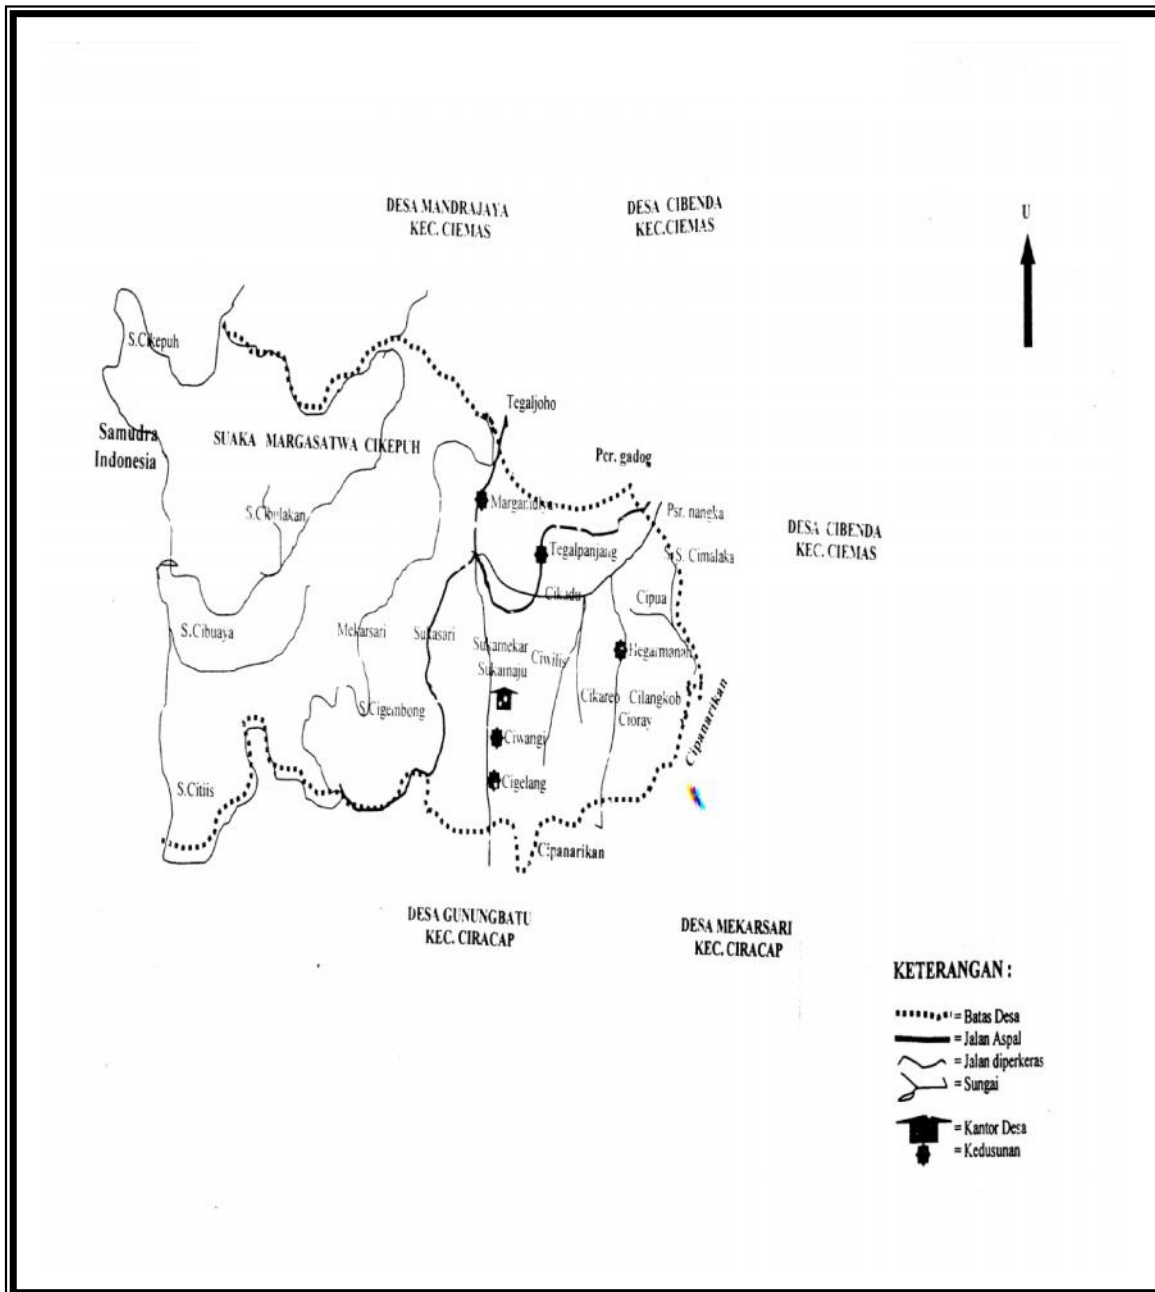 DESA MANDRAJAYA
KEC. CIEMAS
DESA CIBENDA
KEC.CIEMAS
U
S.Cikepuh
Tegaljoho
Samudra
Indonesia
SUAKA MARGASATWA CIKEPUH
Pcr. gadog
Psr. nangka
S.Cibulakan
DESA CIBENDA
KEC. CIEMAS
Tegalpanjang
S. S. Cimalaka
Cikadu
Cipua
S.Cibuaya
Mekarsari
Sukasari
Sukamekar
Sukamaju
Ciwilis
Hegarmanah
S.Cigembong
Cikarep
Cilangkob
Cioray
Cipanarikan
Ciwangi
Cigelang
S.Citiis
Cipanarikan
DESA GUNUNGBATU
KEC. CIRACAP
DESA MEKARSARI
KEC. CIRACAP
KETERANGAN :
= Batas Desa
= Jalan Aspal
= Jalan diperkeras
= Sungai
= Kantor Desa
= Kedusunan